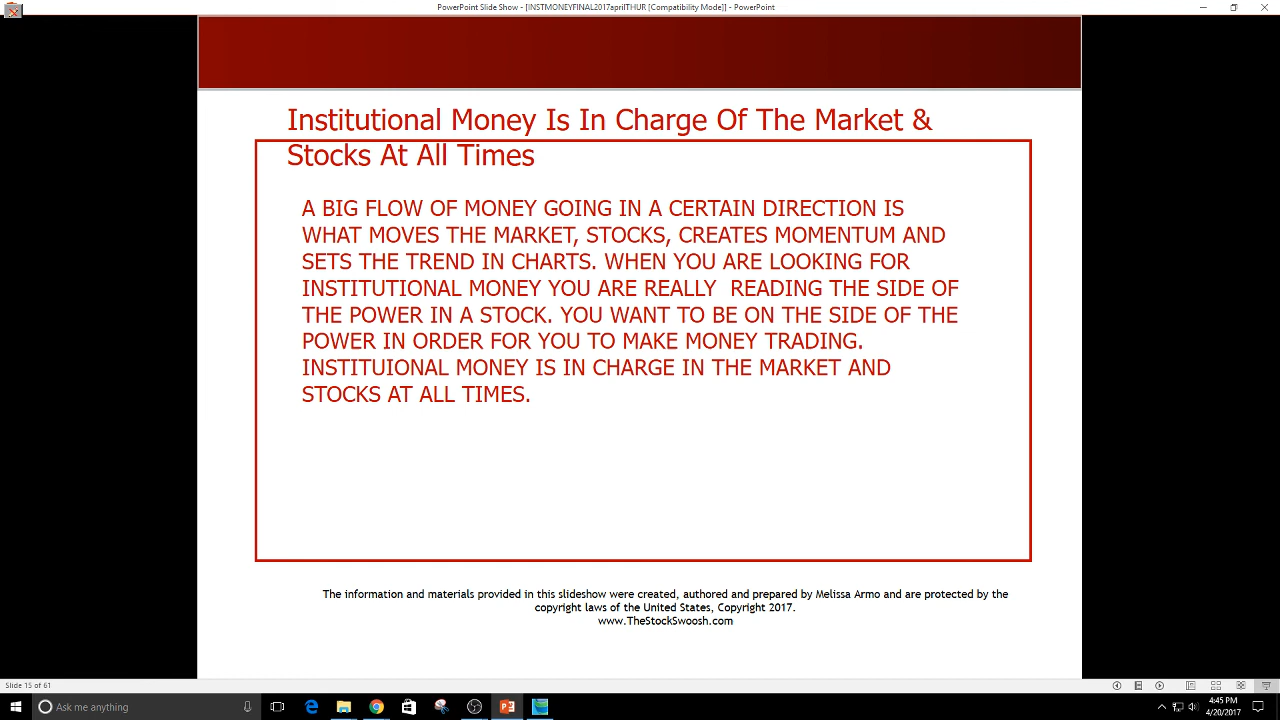 PowerPoint Slide Show - [INSTMONEYFINAL2017aprilTHUR [Compatibility Mode]] - PowerPoint
Institutional Money Is In Charge Of The Market &
Stocks At All Times
A BIG FLOW OF MONEY GOING IN A CERTAIN DIRECTION IS
WHAT MOVES THE MARKET, STOCKS, CREATES MOMENTUM AND
SETS THE TREND IN CHARTS. WHEN YOU ARE LOOKING FOR
INSTITUTIONAL MONEY YOU ARE REALLY  READING THE SIDE OF
THE POWER IN A STOCK. YOU WANT TO BE ON THE SIDE OF THE
POWER IN ORDER FOR YOU TO MAKE MONEY TRADING.
INSTITUIONAL MONEY IS IN CHARGE IN THE MARKET AND
STOCKS AT ALL TIMES.
The information and materials provided in this slideshow were created, authored and prepared by Melissa Armo and are protected by the
copyright laws of the United States, Copyright 2017.
www.TheStockSwoosh.com
Slide 15 of 61
Ask me anything
4:45 PM
4/20/2017